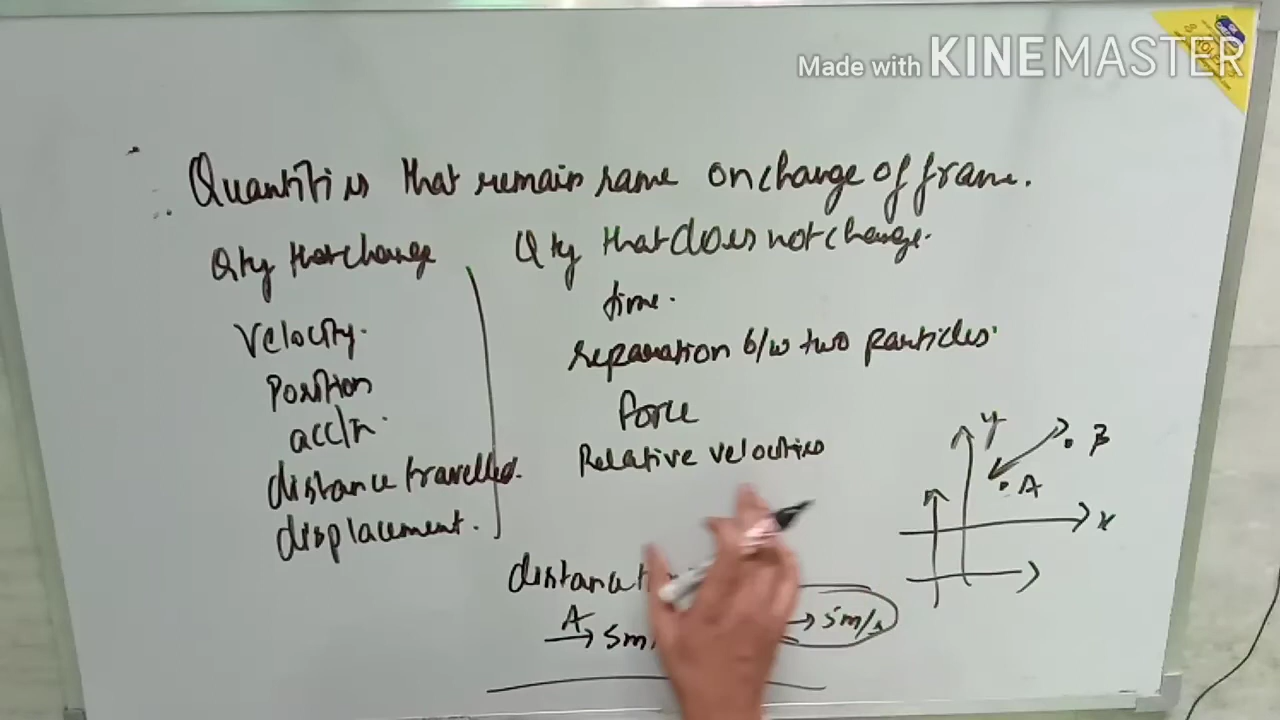 Made with KINEMASTER
Quantities that remain same on change of frame.
Qty that change
Qty that does not change.
Velocity.
Position
accln.
distance travelled.
displacement.
time.
separation b/w two particles.
force
Relative velocities
Y
B
A
x
A
5m/s